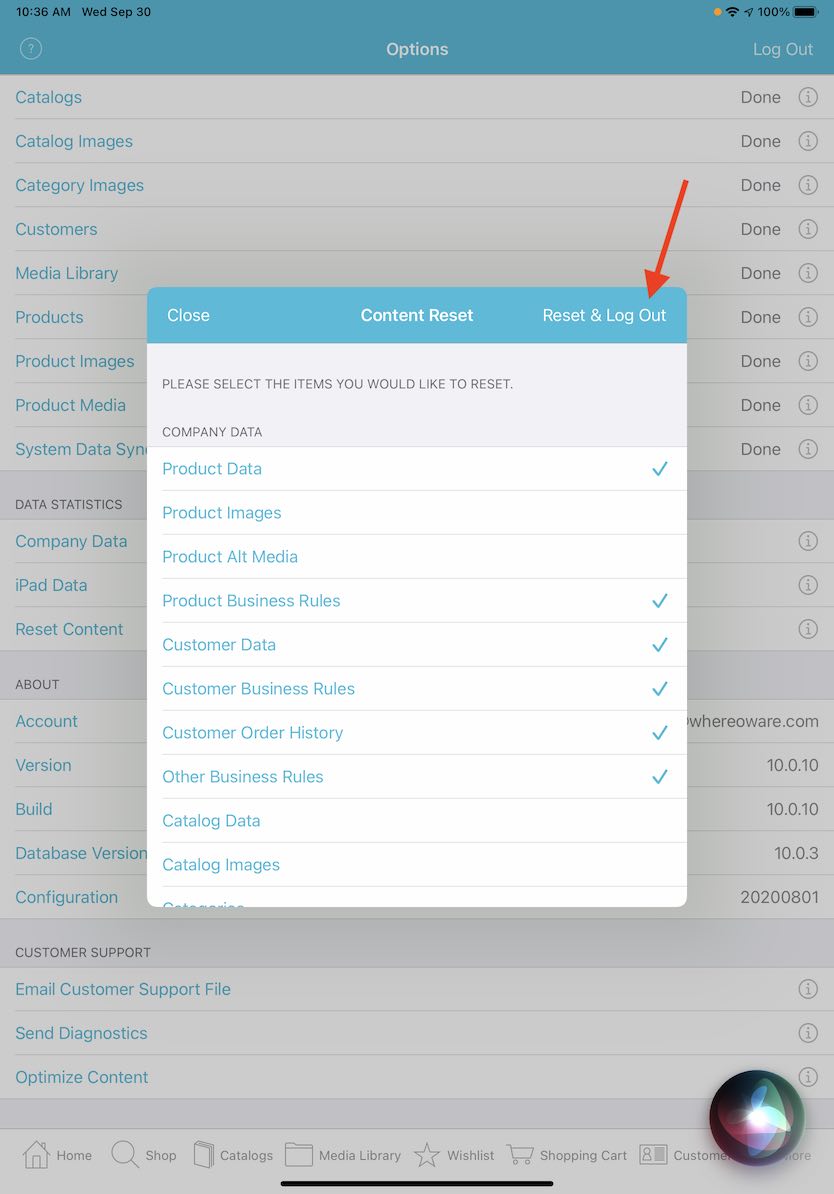 10:36 AM Wed Sep 30 100%
? Options Log Out
Catalogs Done
Catalog Images Done
Category Images Done
Customers Done
Media Library Done
Products Done
Product Images Done
Product Media Done
System Data Done
DATA STATISTICS
Company Data
iPad Data
Reset Content
ABOUT
Account whereoware.com
Version 10.0.10
Build 10.0.10
Database Version 10.0.3
Configuration 20200801
CUSTOMER SUPPORT
Email Customer Support File
Send Diagnostics
Optimize Content
Close Content Reset Reset & Log Out
PLEASE SELECT THE ITEMS YOU WOULD LIKE TO RESET.
COMPANY DATA
Product Data
Product Images
Product Alt Media
Product Business Rules
Customer Data
Customer Business Rules
Customer Order History
Other Business Rules
Catalog Data
Catalog Images
Home Shop Catalogs Media Library Wishlist Shopping Cart